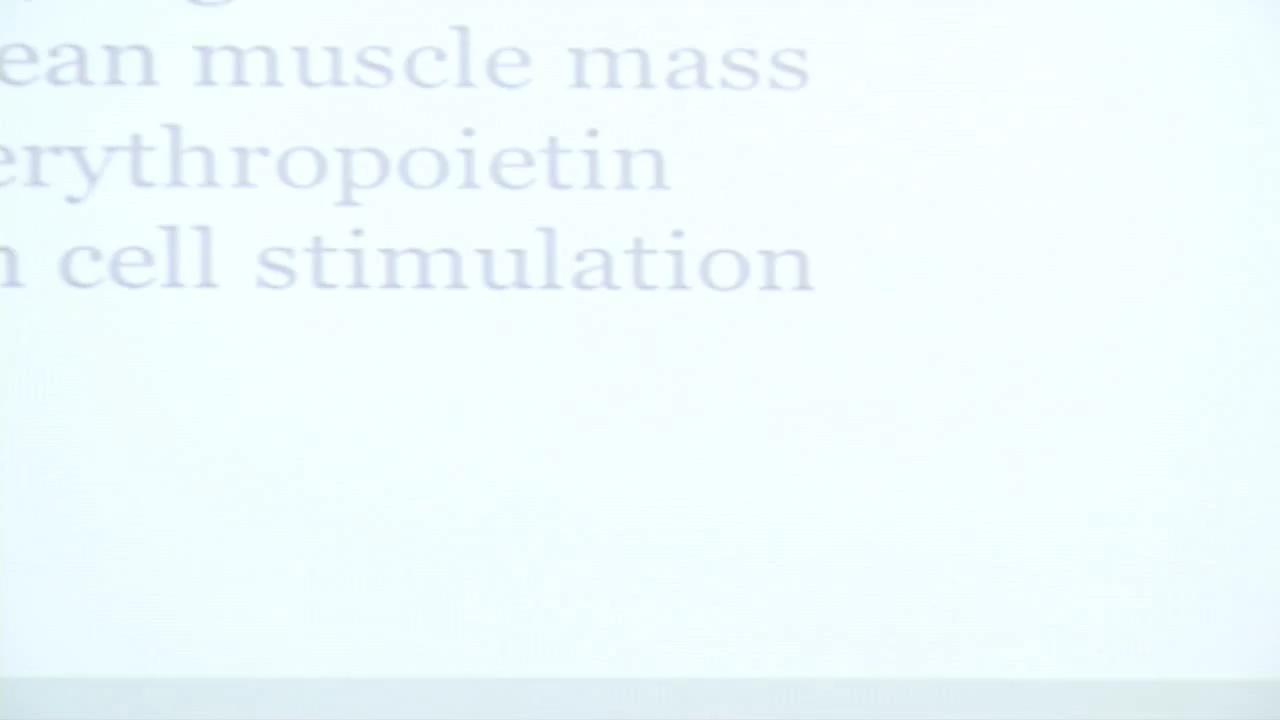 ean muscle mass
erythropoietin
cell stimulation